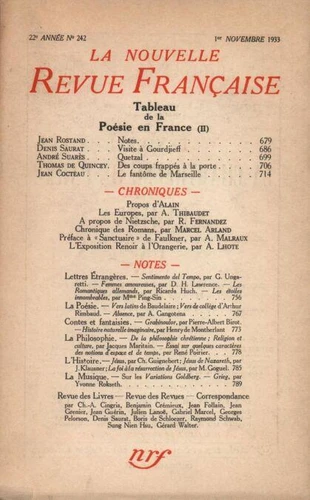 22e ANNÉE No 242 1er NOVEMBRE 1933
LA NOUVELLE
REVUE FRANÇAISE
Tableau
de la
Poésie en France (II)
JEAN ROSTAND . . . Notes. . . . . . . . . . . . . . 679
DENIS SAURAT . . . Visite à Gourdjieff . . . . . . . 686
ANDRÉ SUARÈS . . . Quetzal . . . . . . . . . . . . . 699
THOMAS DE QUINCEY. Des coups frappés à la porte . . . 706
JEAN COCTEAU . . . Le fantôme de Marseille . . . . . 714
— CHRONIQUES —
Propos d'ALAIN
Les Europes, par A. THIBAUDET
A propos de Nietzsche, par R. FERNANDEZ
Chronique des Romans, par MARCEL ARLAND
Préface à « Sanctuaire » de Faulkner, par A. MALRAUX
L'Exposition Renoir à l'Orangerie, par A. LHOTE
— NOTES —
Lettres Étrangères. — Sentimento del Tempo, par G. Unga-
retti. — Femmes amoureuses, par D. H. Lawrence. — Les
Romantiques allemands, par Ricarda Huch. — Les étoiles
innombrables, par Mme Ping-Sin. . . . . . . . 756
La Poésie. — Vers latins de Baudelaire ; Vers de collège d'Arthur
Rimbaud. — Absence, par A. Gangotena . . . . . 767
Contes et fantaisies. — Grabinoulor, par Pierre-Albert Birot.
— Histoire naturelle imaginaire, par Henry de Montherlant 773
La Philosophie. — De la philosophie chrétienne ; Religion et
culture, par Jacques Maritain. — Essai sur quelques caractères
des notions d'espace et de temps, par René Poirier. . . 778
L'Histoire. — Jésus, par Ch. Guignebert ; Jésus de Nazareth, par
J. Klausner ; La foi à la résurrection de Jésus, par M. Goguel. 785
La Musique. — Sur les Variations Goldberg. — Grieg, par
Yvonne Rokseth. . . . . . . . . . . . . . 789
Revue des Livres — Revue des Revues — Correspondance
par Ch.-A. Cingria, Benjamin Crémieux, Jean Follain, Jean
Grenier, Jean Guérin, Julien Lanoë, Gabriel Marcel, Georges
Pelorson, Denis Saurat, Boris de Schloezer, Raymond Schwab,
Sung Nien Hsu, Gérard Walter.
nrf